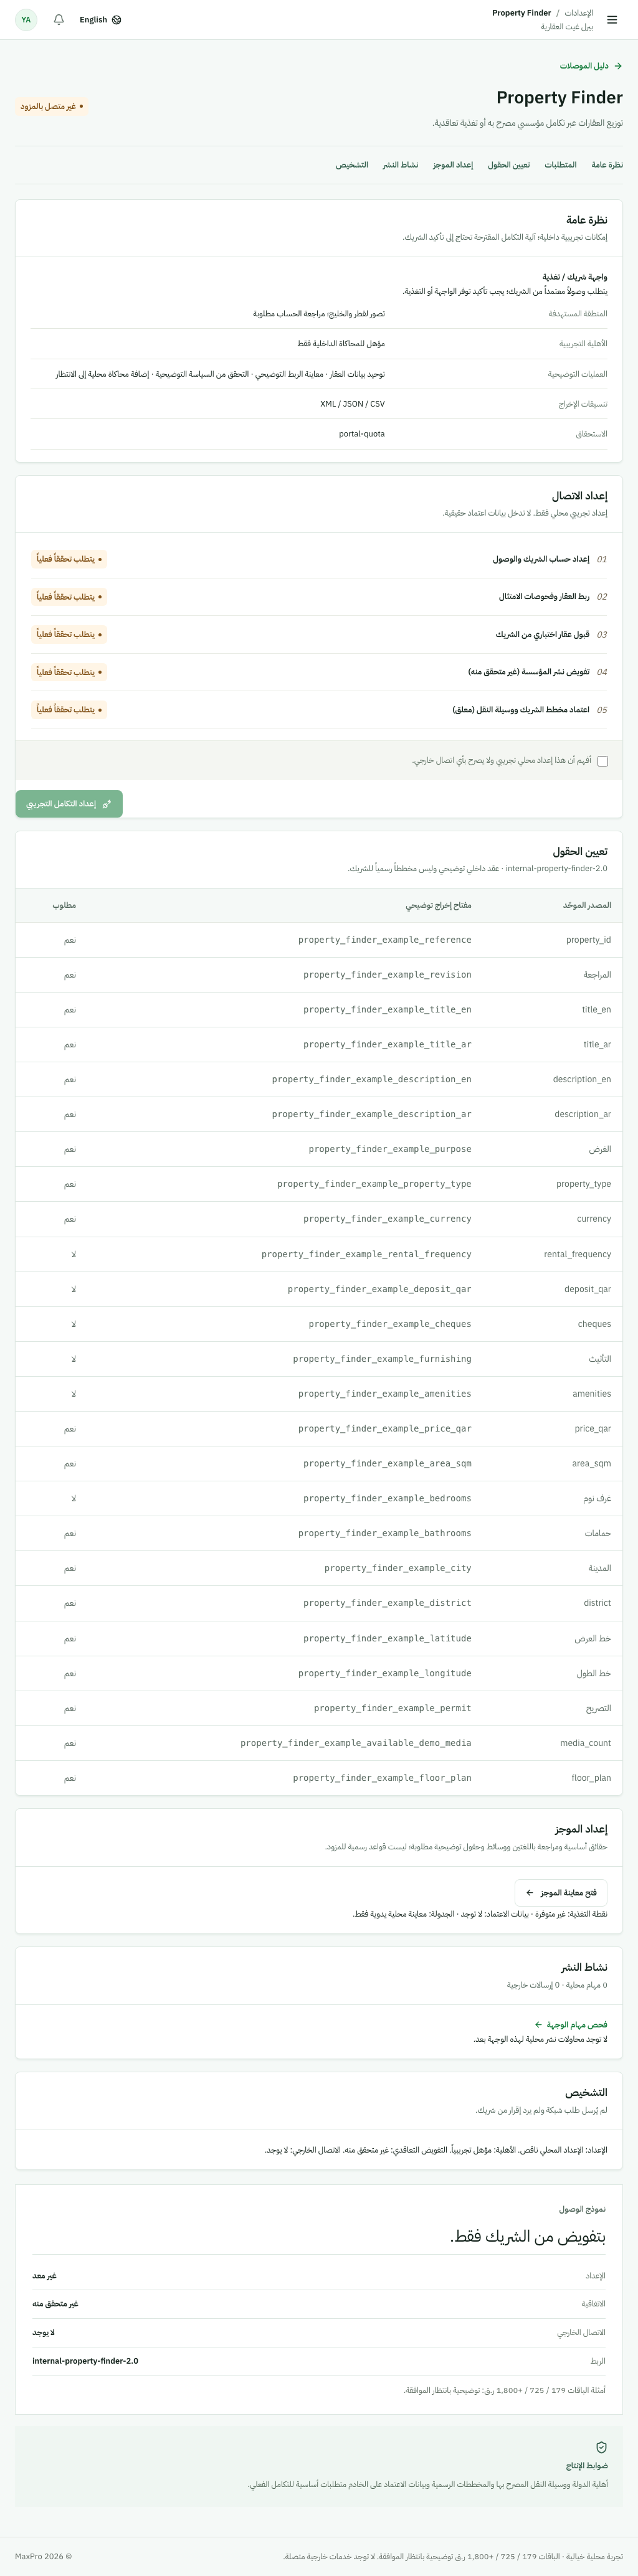 الإعدادات / Property Finder
بيرل غيت العقارية
English
YA
دليل الموصلات
Property Finder
توزيع العقارات عبر تكامل مؤسسي مصرح به أو تغذية تعاقدية.
غير متصل بالمزود
نظرة عامة
المتطلبات
تعيين الحقول
إعداد الموجز
نشاط النشر
التشخيص
نظرة عامة
إمكانات تجريبية داخلية؛ آلية التكامل المقترحة تحتاج إلى تأكيد الشريك.
واجهة شريك / تغذية
يتطلب وصولاً معتمداً من الشريك؛ يجب تأكيد توفر الواجهة أو التغذية.
المنطقة المستهدفة
تصور لقطر والخليج؛ مراجعة الحساب مطلوبة
الأهلية التجريبية
مؤهل للمحاكاة الداخلية فقط
العمليات التوضيحية
توحيد بيانات العقار · معاينة الربط التوضيحي · التحقق من السياسة التوضيحية · إضافة محاكاة محلية إلى الانتظار
تنسيقات الإخراج
XML / JSON / CSV
الاستحقاق
portal-quota
إعداد الاتصال
إعداد تجريبي محلي فقط. لا تدخل بيانات اعتماد حقيقية.
01 إعداد حساب الشريك والوصول
يتطلب تحققاً فعلياً
02 ربط العقار وفحوصات الامتثال
يتطلب تحققاً فعلياً
03 قبول عقار اختباري من الشريك
يتطلب تحققاً فعلياً
04 تفويض نشر المؤسسة (غير متحقق منه)
يتطلب تحققاً فعلياً
05 اعتماد مخطط الشريك ووسيلة النقل (معلق)
يتطلب تحققاً فعلياً
أفهم أن هذا إعداد محلي تجريبي ولا يصرح بأي اتصال خارجي.
إعداد التكامل التجريبي
تعيين الحقول
internal-property-finder-2.0 · عقد داخلي توضيحي وليس مخططاً رسمياً للشريك.
المصدر الموحّد
مفتاح إخراج توضيحي
مطلوب
property_id
property_finder_example_reference
نعم
المراجعة
property_finder_example_revision
نعم
title_en
property_finder_example_title_en
نعم
title_ar
property_finder_example_title_ar
نعم
description_en
property_finder_example_description_en
نعم
description_ar
property_finder_example_description_ar
نعم
الغرض
property_finder_example_purpose
نعم
property_type
property_finder_example_property_type
نعم
currency
property_finder_example_currency
نعم
rental_frequency
property_finder_example_rental_frequency
لا
deposit_qar
property_finder_example_deposit_qar
لا
cheques
property_finder_example_cheques
لا
التأثيث
property_finder_example_furnishing
لا
amenities
property_finder_example_amenities
لا
price_qar
property_finder_example_price_qar
نعم
area_sqm
property_finder_example_area_sqm
نعم
غرف نوم
property_finder_example_bedrooms
لا
حمامات
property_finder_example_bathrooms
نعم
المدينة
property_finder_example_city
نعم
district
property_finder_example_district
نعم
خط العرض
property_finder_example_latitude
نعم
خط الطول
property_finder_example_longitude
نعم
التصريح
property_finder_example_permit
نعم
media_count
property_finder_example_available_demo_media
نعم
floor_plan
property_finder_example_floor_plan
نعم
إعداد الموجز
حقائق أساسية ومراجعة باللغتين ووسائط وحقول توضيحية مطلوبة؛ ليست قواعد رسمية للمزود.
فتح معاينة الموجز
نقطة التغذية: غير متوفرة · بيانات الاعتماد: لا توجد · الجدولة: معاينة محلية يدوية فقط.
نشاط النشر
0 مهام محلية · 0 إرسالات خارجية
فحص مهام الوجهة
لا توجد محاولات نشر محلية لهذه الوجهة بعد.
التشخيص
لم يُرسل طلب شبكة ولم يرد إقرار من شريك.
الإعداد: الإعداد المحلي ناقص. الأهلية: مؤهل تجريبياً. التفويض التعاقدي: غير متحقق منه. الاتصال الخارجي: لا يوجد.
نموذج الوصول
بتفويض من الشريك فقط.
الإعداد
غير معد
الاتفاقية
غير متحقق منه
الاتصال الخارجي
لا يوجد
الربط
internal-property-finder-2.0
أمثلة الباقات 179 / 725 / +1,800 ر.ق: توضيحية بانتظار الموافقة.
ضوابط الإنتاج
أهلية الدولة ووسيلة النقل المصرح بها والمخططات الرسمية وبيانات الاعتماد على الخادم متطلبات أساسية للتكامل الفعلي.
تجربة محلية خيالية · الباقات 179 / 725 / +1,800 ر.ق توضيحية بانتظار الموافقة. لا توجد خدمات خارجية متصلة.
© 2026 MaxPro